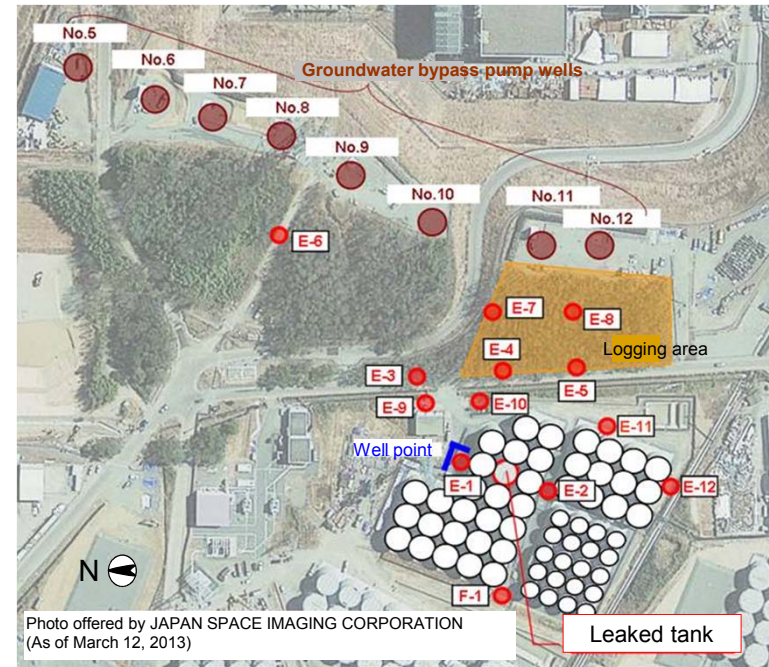 No.5
No.6
No.7
Groundwater bypass pump wells
No.8
No.9
No.10
No.11
No.12
E-6
E-7
E-8
Logging area
E-4
E-3
E-5
E-9
E-10
E-11
Well point
E-1
E-2
E-12
N
F-1
Photo offered by JAPAN SPACE IMAGING CORPORATION
(As of March 12, 2013)
Leaked tank